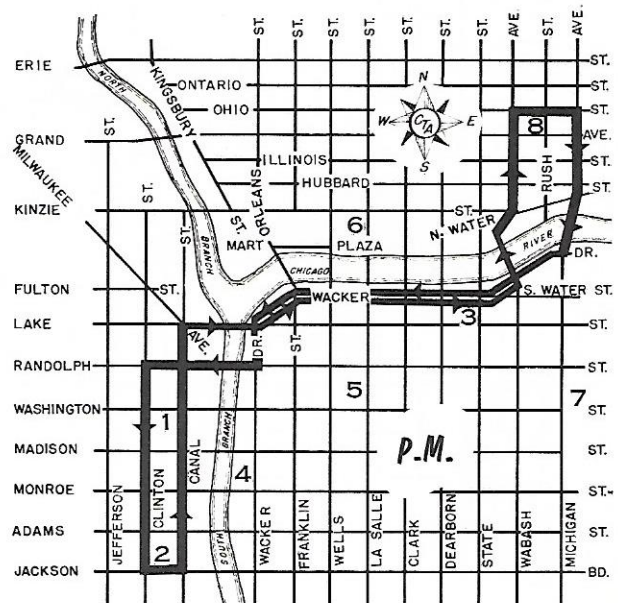 ST.
ST.
AVE.
ST.
AVE.
ERIE
ST.
NORTH
KINGSBURY
ST.
ONTARIO
ST.
OHIO
ST.
N
W
CTA
E
S
8
GRAND
AVE.
MILWAUKEE
ILLINOIS
ST.
HUBBARD
ST.
RUSH
ORLEANS
ST.
ST.
KINZIE
ST.
6
N. WATER
BRANCH
MART
PLAZA
RIVER
CHICAGO
DR.
FULTON
ST.
WACKER
S. WATER
ST.
3
LAKE
AVE.
ST.
DR.
ST.
RANDOLPH
ST.
5
7
WASHINGTON
ST.
1
P.M.
MADISON
ST.
BRANCH
CANAL
4
MONROE
ST.
CLINTON
ADAMS
ST.
2
SOUTH
JACKSON
BD.
JEFFERSON
WACKER
FRANKLIN
WELLS
LA SALLE
CLARK
DEARBORN
STATE
WABASH
MICHIGAN